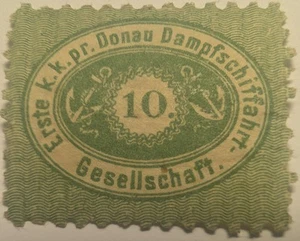 Erste k. k. pr. Donau Dampfschiffahrt-
Gesellschaft.
10.